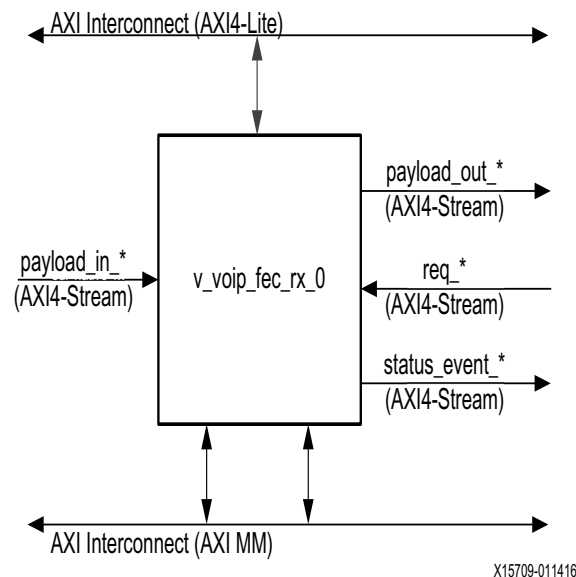 AXI Interconnect (AXI4-Lite)
payload_out_*
(AXI4-Stream)
payload_in_*
(AXI4-Stream)
v_voip_fec_rx_0
req_*
(AXI4-Stream)
status_event_*
(AXI4-Stream)
AXI Interconnect (AXI MM)
X15709-011416